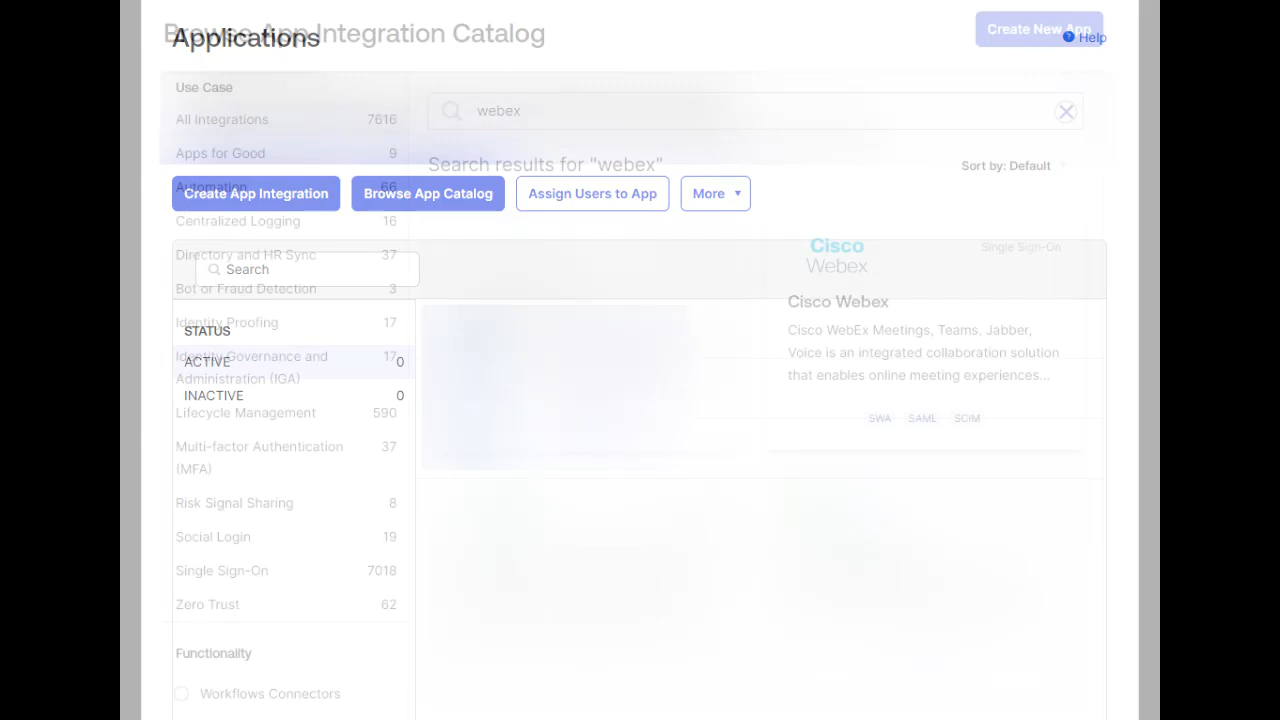 Browse App Integration Catalog
Create New App
Applications
Help
Use Case
All Integrations 7616
webex
Apps for Good 9
Search results for "webex"
Sort by: Default
Automation 66
Create App Integration
Browse App Catalog
Assign Users to App
More
Centralized Logging 16
Directory and HR Sync 37
Search
Cisco
Webex
Single Sign-On
Bot or Fraud Detection 3
Cisco Webex
Identity Proofing 17
STATUS
Cisco WebEx Meetings, Teams, Jabber,
Voice is an integrated collaboration solution
that enables online meeting experiences...
Identity Governance and 17
Administration (IGA)
ACTIVE 0
INACTIVE 0
SWA SAML SCIM
Lifecycle Management 590
Multi-factor Authentication 37
(MFA)
Risk Signal Sharing 8
Social Login 19
Single Sign-On 7018
Zero Trust 62
Functionality
Workflows Connectors